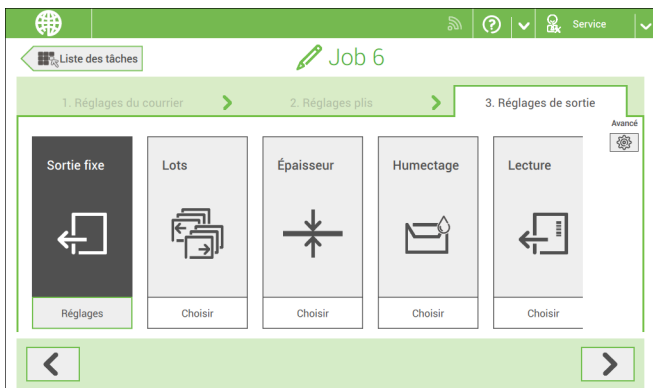 Service
Liste des tâches
Job 6
1. Réglages du courrier
2. Réglages plis
3. Réglages de sortie
Avancé
Sortie fixe
Lots
Épaisseur
Humectage
Lecture
Réglages
Choisir
Choisir
Choisir
Choisir